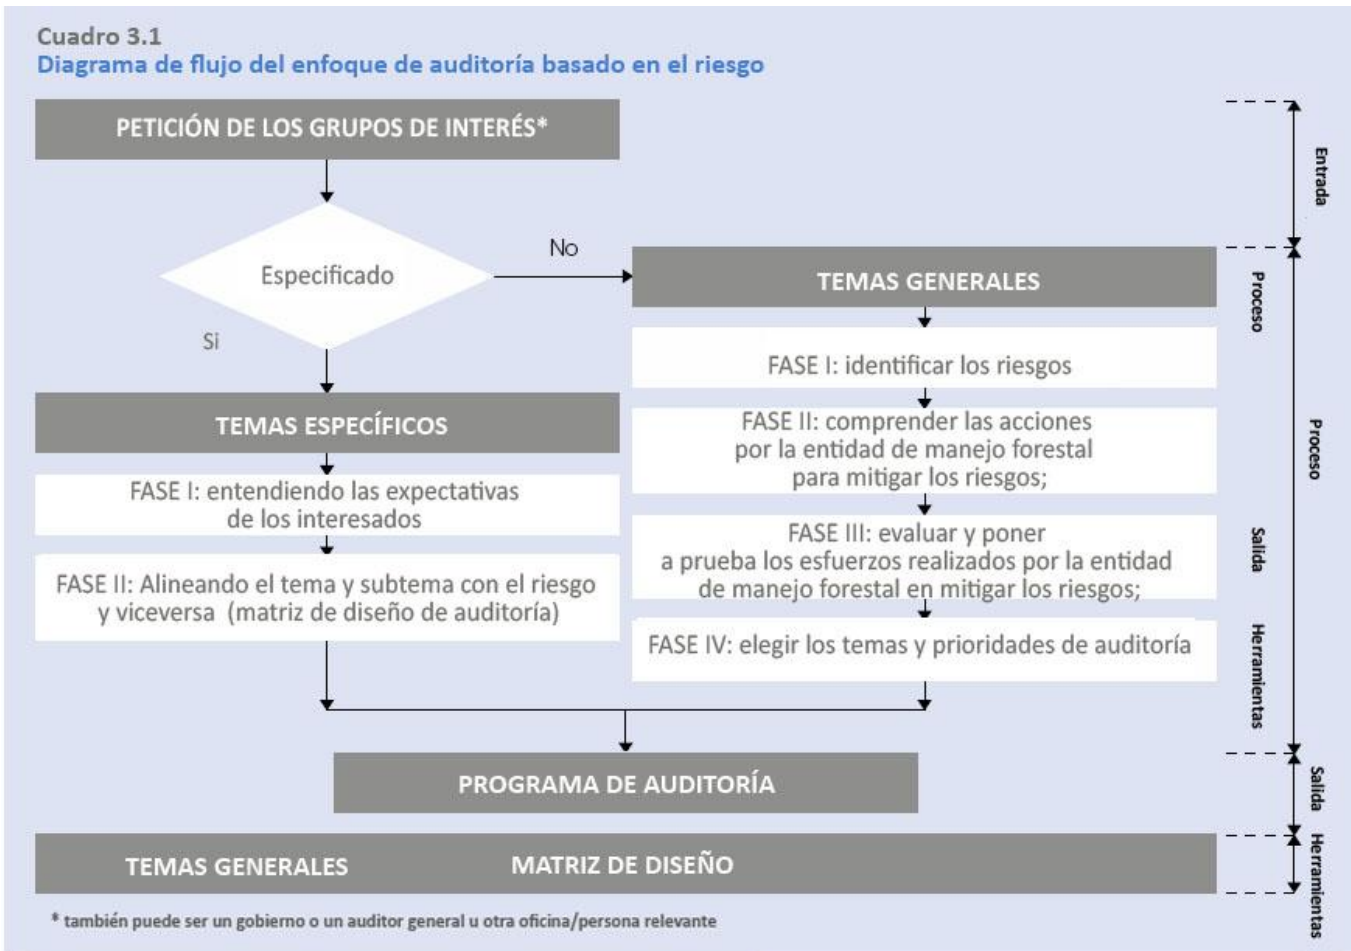 Cuadro 3.1
Diagrama de flujo del enfoque de auditoría basado en el riesgo
PETICIÓN DE LOS GRUPOS DE INTERÉS*
Especificado
No
Si
TEMAS ESPECÍFICOS
FASE I: entendiendo las expectativas
de los interesados
FASE II: Alineando el tema y subtema con el riesgo
y viceversa (matriz de diseño de auditoría)
TEMAS GENERALES
FASE I: identificar los riesgos
FASE II: comprender las acciones
por la entidad de manejo forestal
para mitigar los riesgos;
FASE III: evaluar y poner
a prueba los esfuerzos realizados por la entidad
de manejo forestal en mitigar los riesgos;
FASE IV: elegir los temas y prioridades de auditoría
PROGRAMA DE AUDITORÍA
TEMAS GENERALES
MATRIZ DE DISEÑO
* también puede ser un gobierno o un auditor general u otra oficina/persona relevante
Proceso
Salida
Herramientas
Entrada
Proceso
Salida
Herramientas